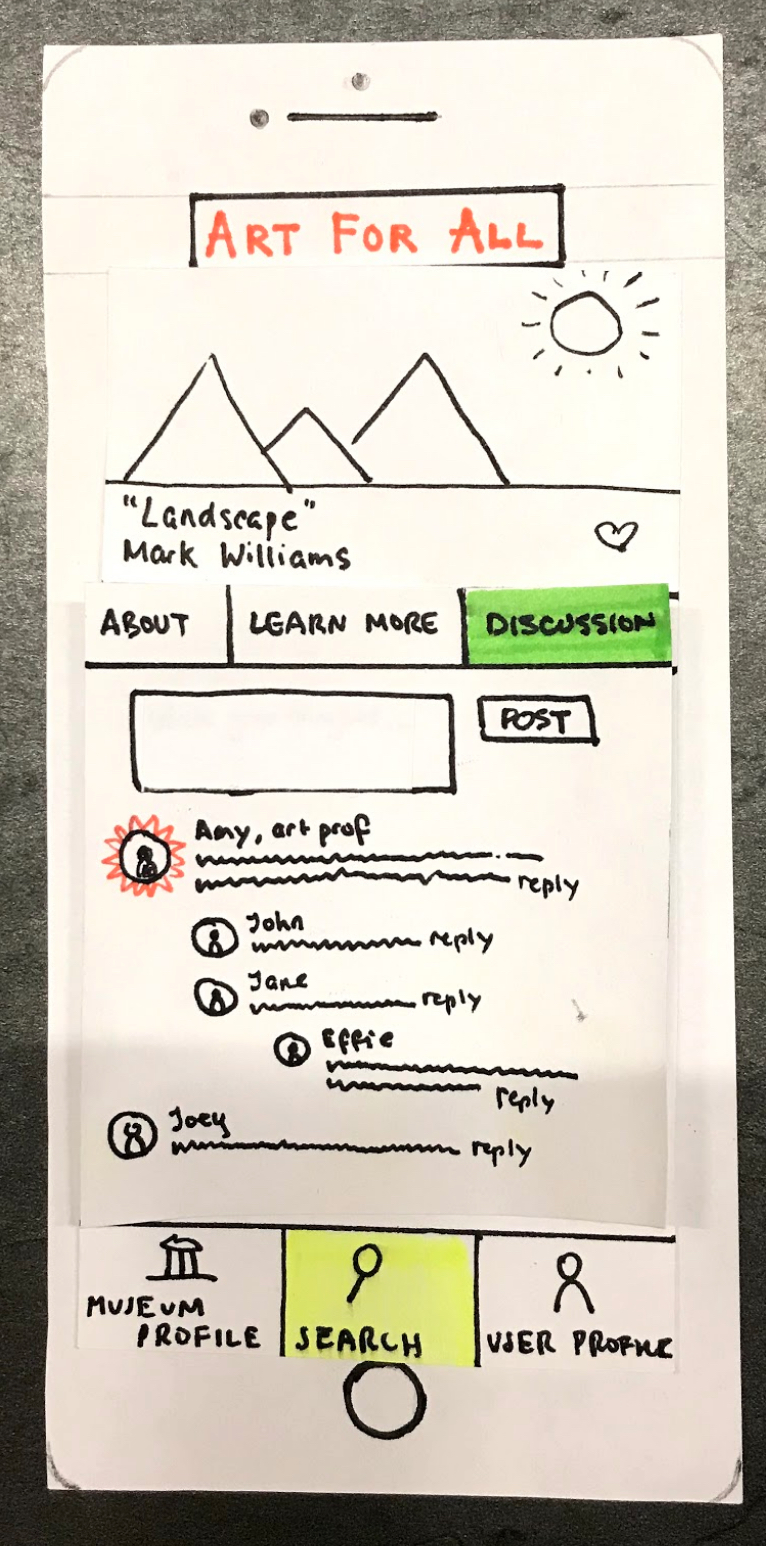 ART FOR ALL
"Landscape"
Mark Williams
ABOUT
LEARN MORE
DISCUSSION
POST
Amy, art prof
reply
John
reply
Jane
reply
Effie
reply
Joey
reply
MUSEUM
PROFILE
SEARCH
USER PROFILE